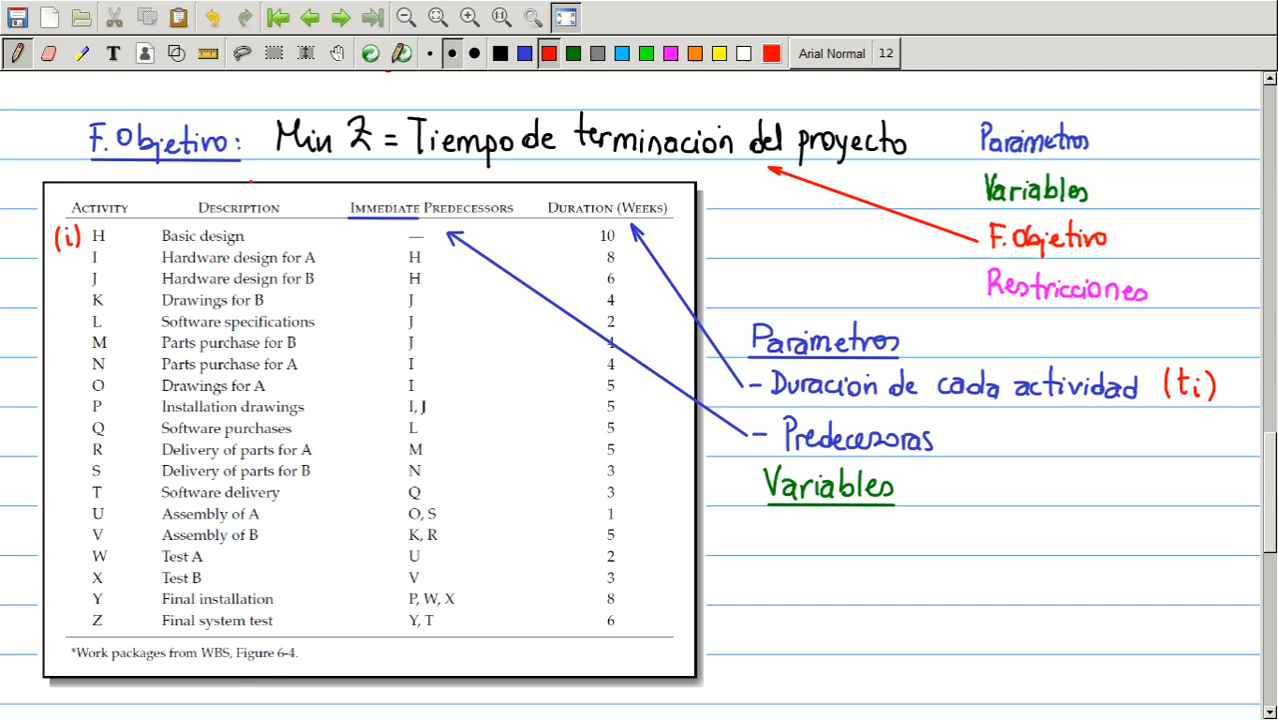 Arial Normal 12
F. Objetivo: Min Z = Tiempo de terminación del proyecto
Parámetros
Variables
F. Objetivo
Restricciones
ACTIVITY DESCRIPTION IMMEDIATE PREDECESSORS DURATION (WEEKS)
(i) H Basic design — 10
I Hardware design for A H 8
J Hardware design for B H 6
K Drawings for B J 4
L Software specifications J 2
M Parts purchase for B J 4
N Parts purchase for A I 4
O Drawings for A I 5
P Installation drawings I, J 5
Q Software purchases L 5
R Delivery of parts for A M 5
S Delivery of parts for B N 3
T Software delivery Q 3
U Assembly of A O, S 1
V Assembly of B K, R 5
W Test A U 2
X Test B V 3
Y Final installation P, W, X 8
Z Final system test Y, T 6
*Work packages from WBS, Figure 6-4.
Parámetros
- Duración de cada actividad (ti)
- Predecesoras
Variables